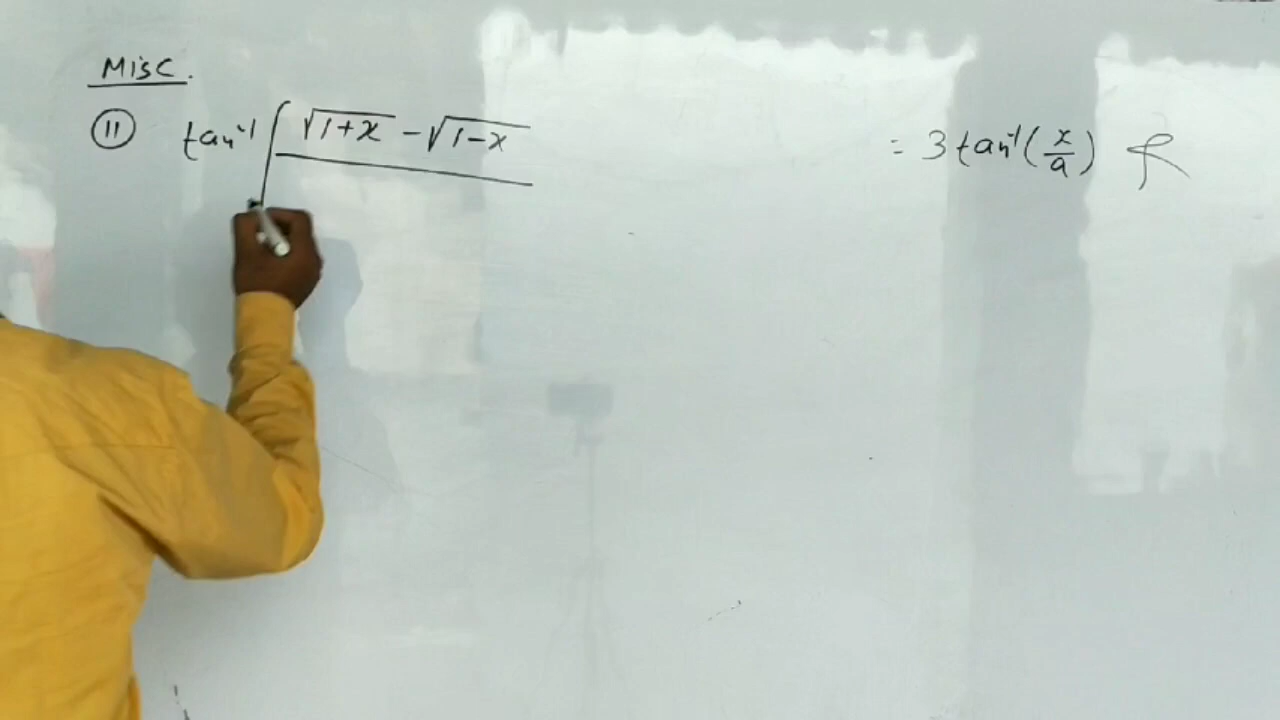 Misc.
⑪ tan⁻¹( √1+x - √1-x
= 3 tan⁻¹(x/a)